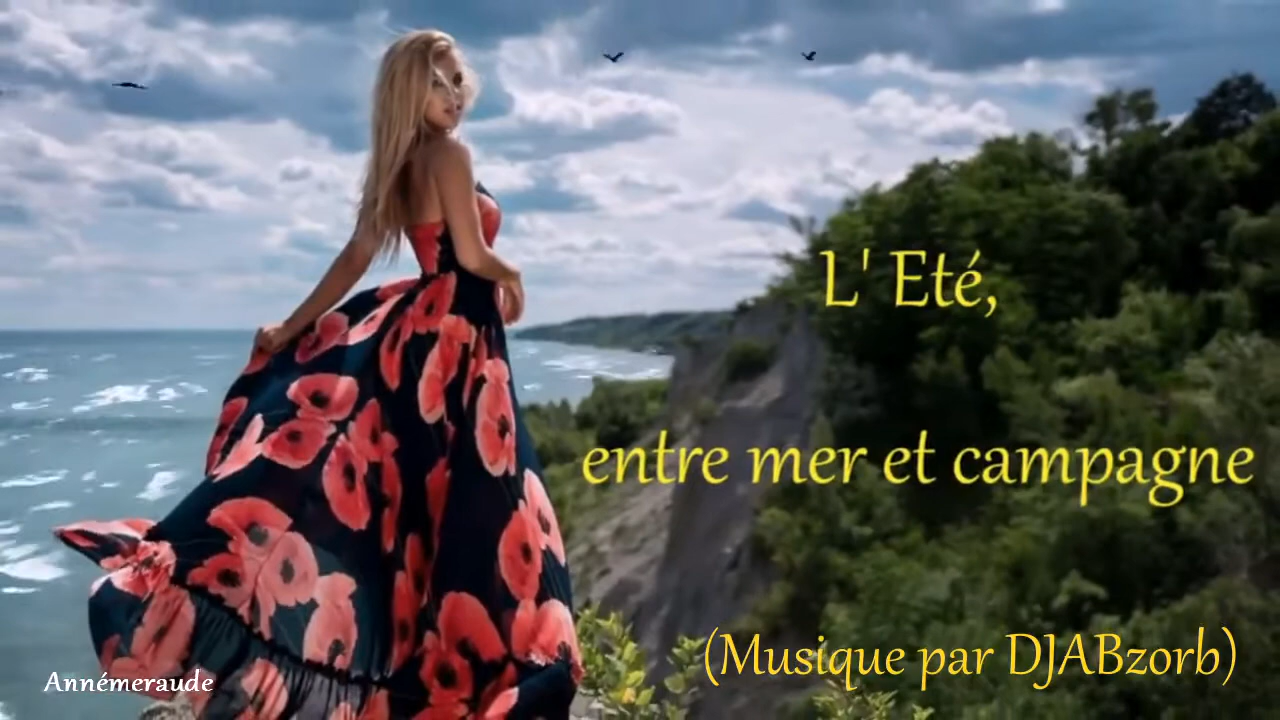 L' Eté,
entre mer et campagne
(Musique par DJABzorb)
Annémeraude